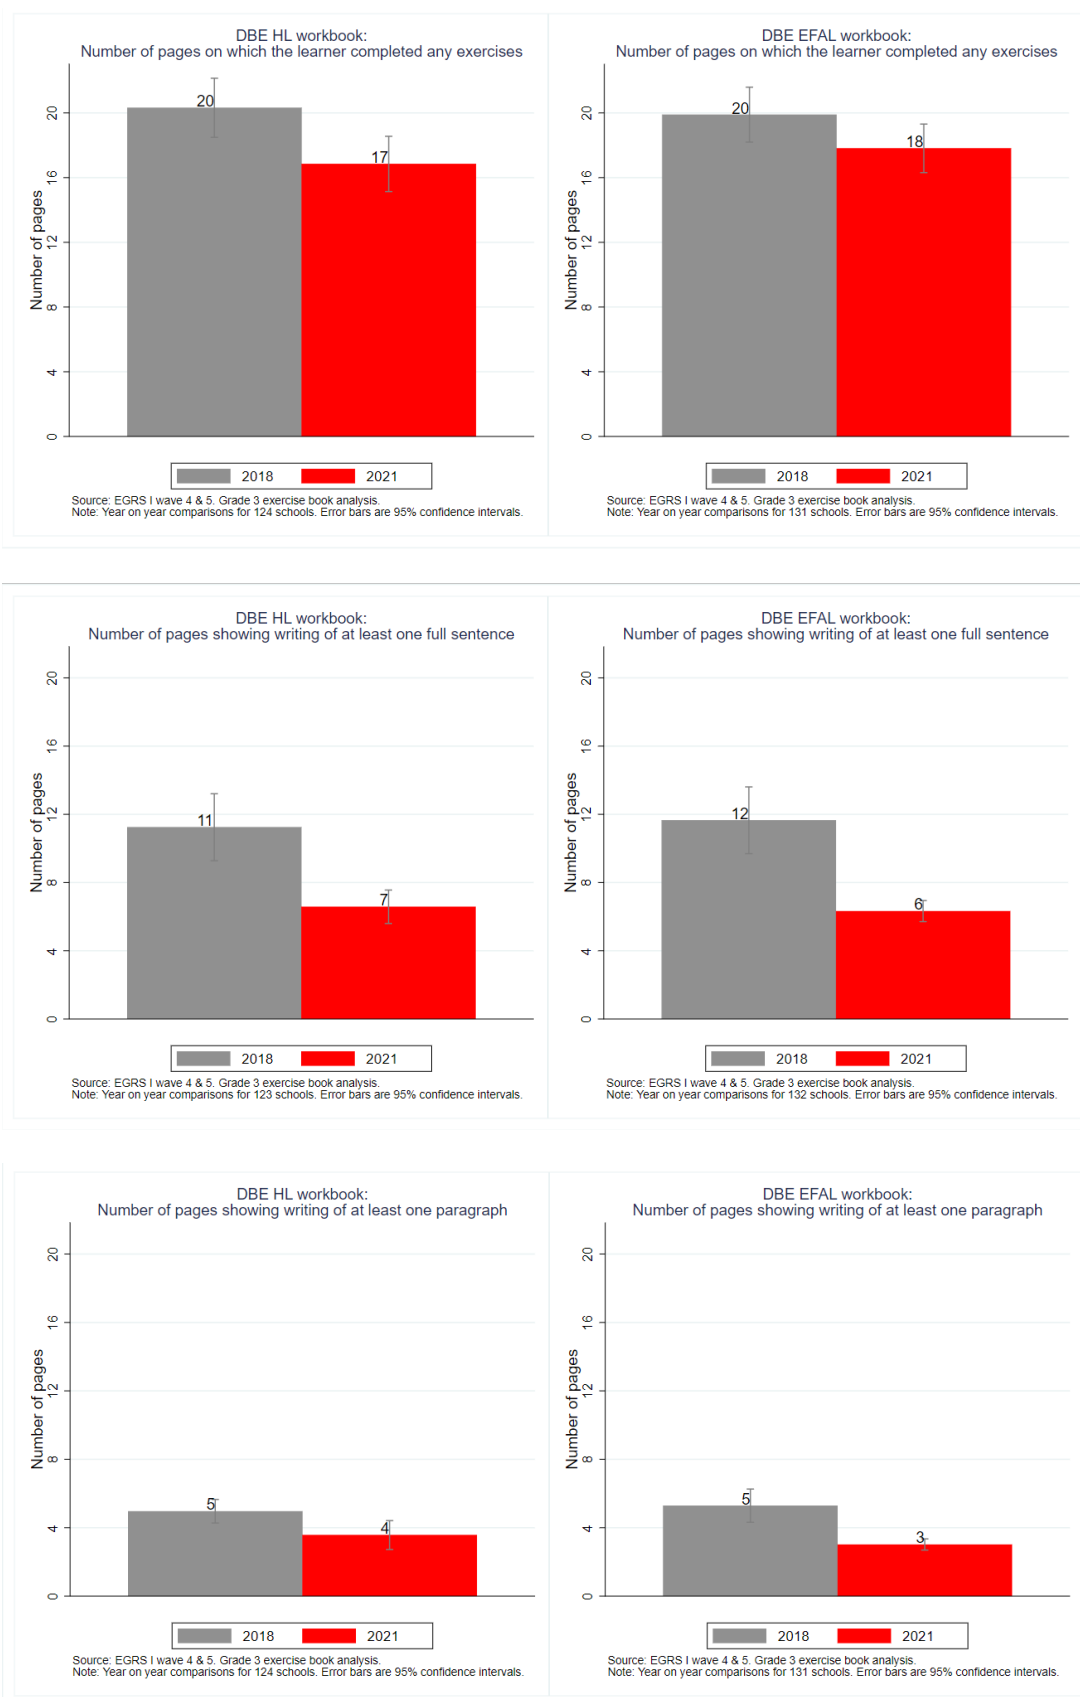 DBE HL workbook:
Number of pages on which the learner completed any exercises
Number of pages
20
16
12
8
4
0
20
17
2018 2021
Source: EGRS I wave 4 & 5. Grade 3 exercise book analysis.
Note: Year on year comparisons for 124 schools. Error bars are 95% confidence intervals.
DBE EFAL workbook:
Number of pages on which the learner completed any exercises
Number of pages
20
16
12
8
4
0
20
18
2018 2021
Source: EGRS I wave 4 & 5. Grade 3 exercise book analysis.
Note: Year on year comparisons for 131 schools. Error bars are 95% confidence intervals.
DBE HL workbook:
Number of pages showing writing of at least one full sentence
Number of pages
20
16
12
8
4
0
11
7
2018 2021
Source: EGRS I wave 4 & 5. Grade 3 exercise book analysis.
Note: Year on year comparisons for 123 schools. Error bars are 95% confidence intervals.
DBE EFAL workbook:
Number of pages showing writing of at least one full sentence
Number of pages
20
16
12
8
4
0
12
6
2018 2021
Source: EGRS I wave 4 & 5. Grade 3 exercise book analysis.
Note: Year on year comparisons for 132 schools. Error bars are 95% confidence intervals.
DBE HL workbook:
Number of pages showing writing of at least one paragraph
Number of pages
20
16
12
8
4
0
5
4
2018 2021
Source: EGRS I wave 4 & 5. Grade 3 exercise book analysis.
Note: Year on year comparisons for 124 schools. Error bars are 95% confidence intervals.
DBE EFAL workbook:
Number of pages showing writing of at least one paragraph
Number of pages
20
16
12
8
4
0
5
3
2018 2021
Source: EGRS I wave 4 & 5. Grade 3 exercise book analysis.
Note: Year on year comparisons for 131 schools. Error bars are 95% confidence intervals.